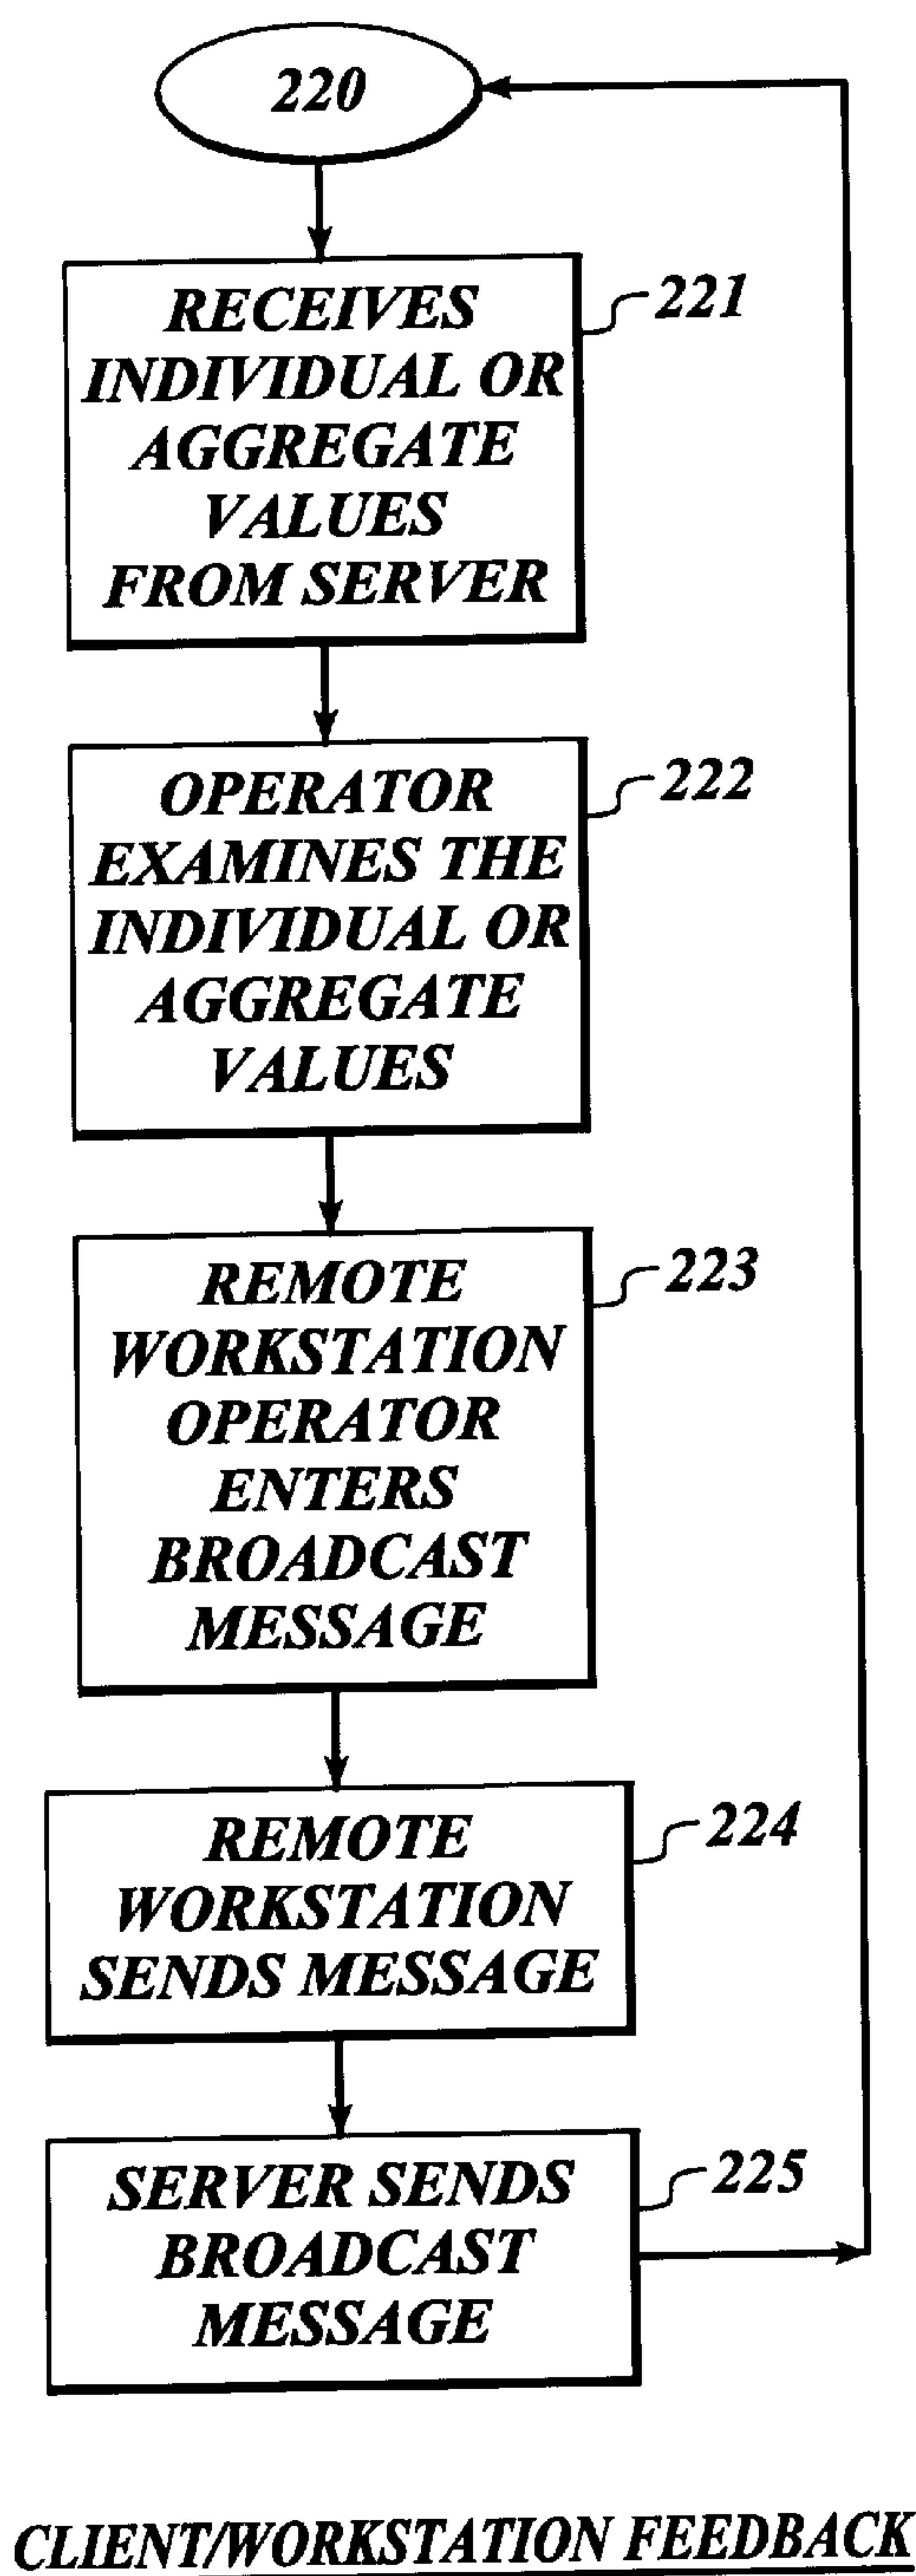 220
RECEIVES
INDIVIDUAL OR
AGGREGATE
VALUES
FROM SERVER
221
OPERATOR
EXAMINES THE
INDIVIDUAL OR
AGGREGATE
VALUES
222
REMOTE
WORKSTATION
OPERATOR
ENTERS
BROADCAST
MESSAGE
223
REMOTE
WORKSTATION
SENDS MESSAGE
224
SERVER SENDS
BROADCAST
MESSAGE
225
CLIENT/WORKSTATION FEEDBACK